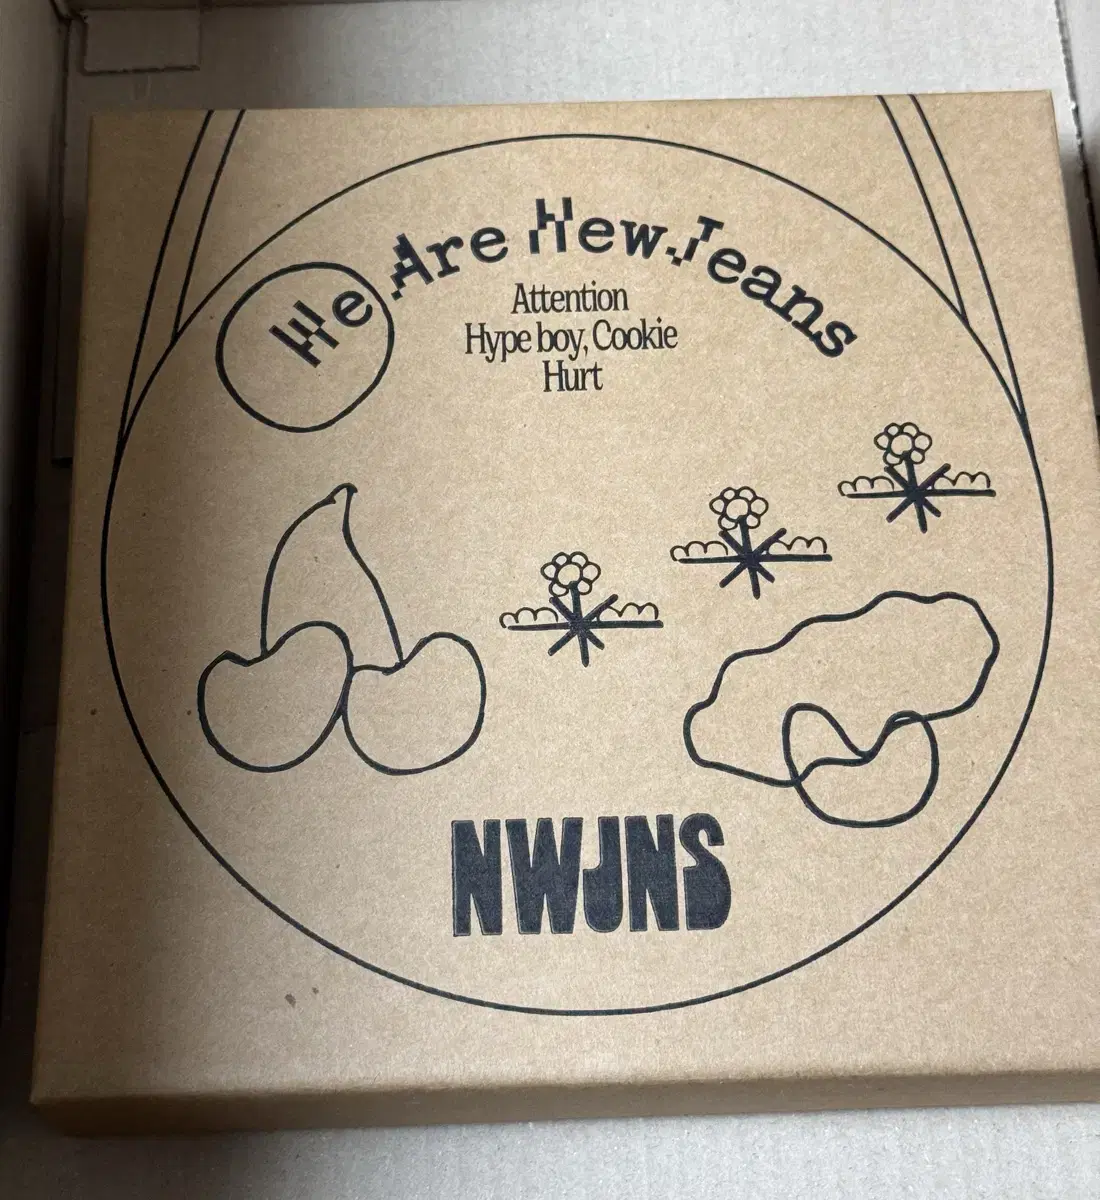 We Are NewJeans
Attention
Hype boy, Cookie
Hurt
NWJNS